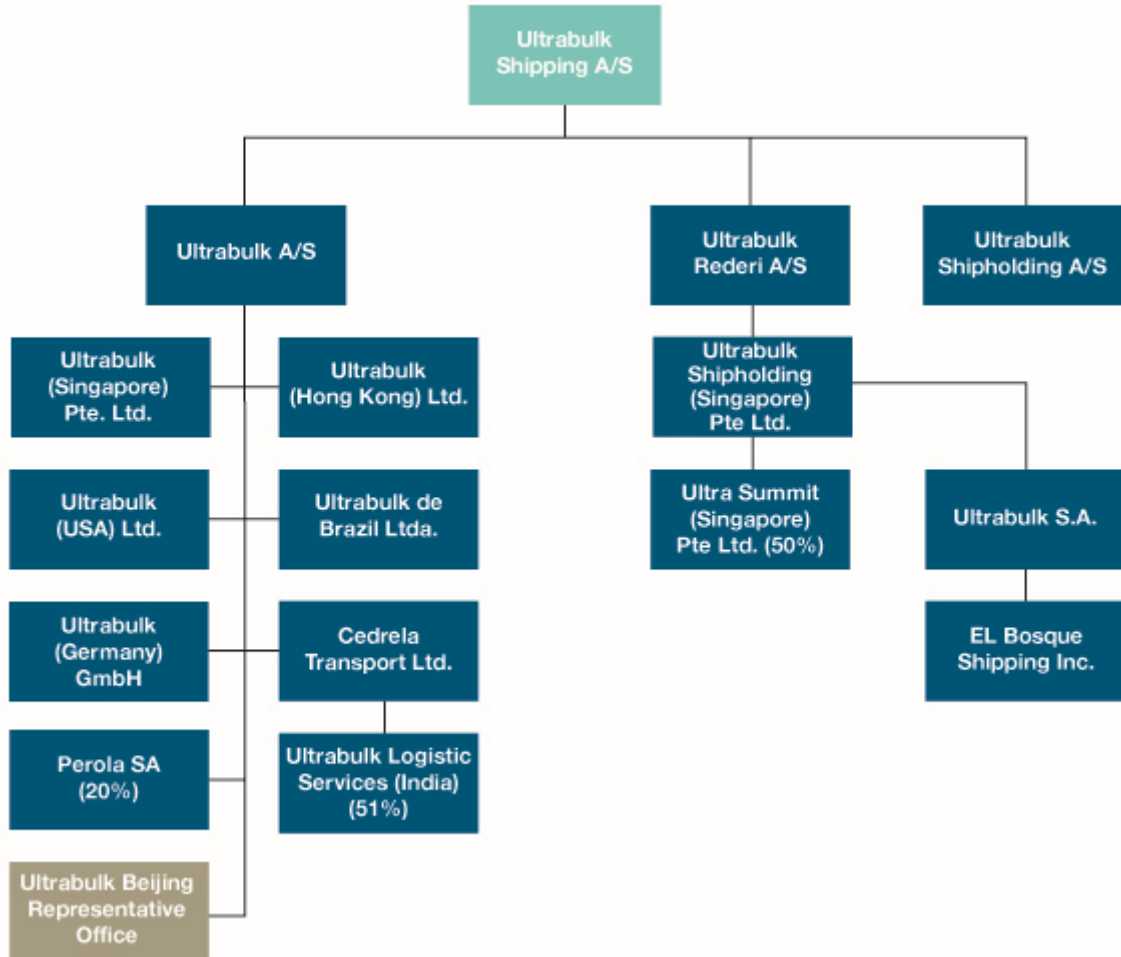 Ultrabulk
Shipping A/S
Ultrabulk A/S
Ultrabulk
Rederi A/S
Ultrabulk
Shipholding A/S
Ultrabulk
(Singapore)
Pte. Ltd.
Ultrabulk
(Hong Kong) Ltd.
Ultrabulk
Shipholding
(Singapore)
Pte Ltd.
Ultrabulk
(USA) Ltd.
Ultrabulk de
Brazil Ltda.
Ultra Summit
(Singapore)
Pte Ltd. (50%)
Ultrabulk S.A.
Ultrabulk
(Germany)
GmbH
Cedrela
Transport Ltd.
EL Bosque
Shipping Inc.
Perola SA
(20%)
Ultrabulk Logistic
Services (India)
(51%)
Ultrabulk Beijing
Representative
Office